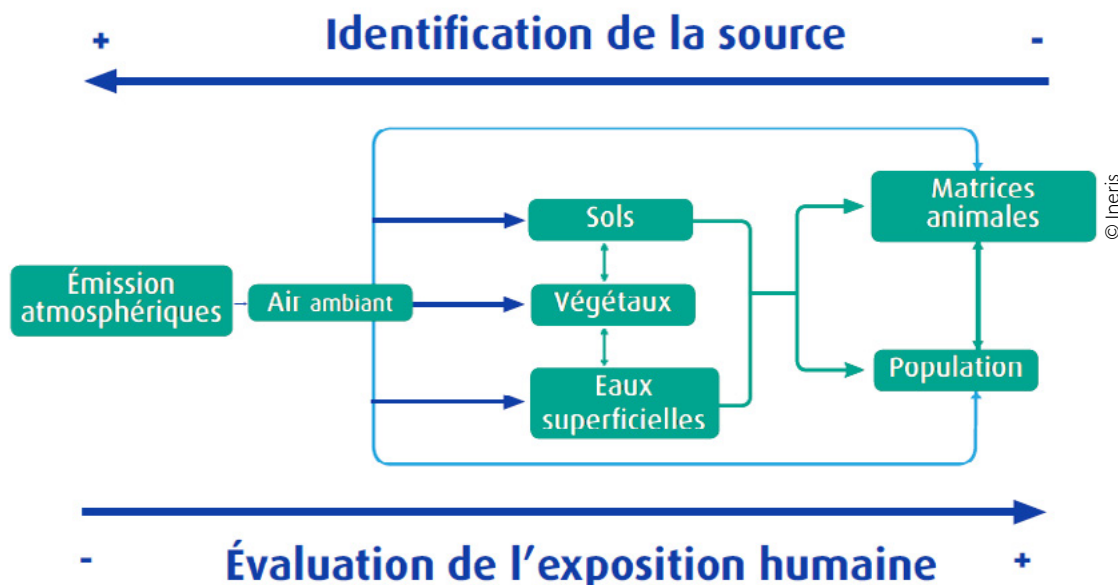 + Identification de la source -
© Ineris
Émission
atmosphériques
Air ambiant
Sols
Végétaux
Eaux
superficielles
Matrices
animales
Population
- Évaluation de l'exposition humaine +